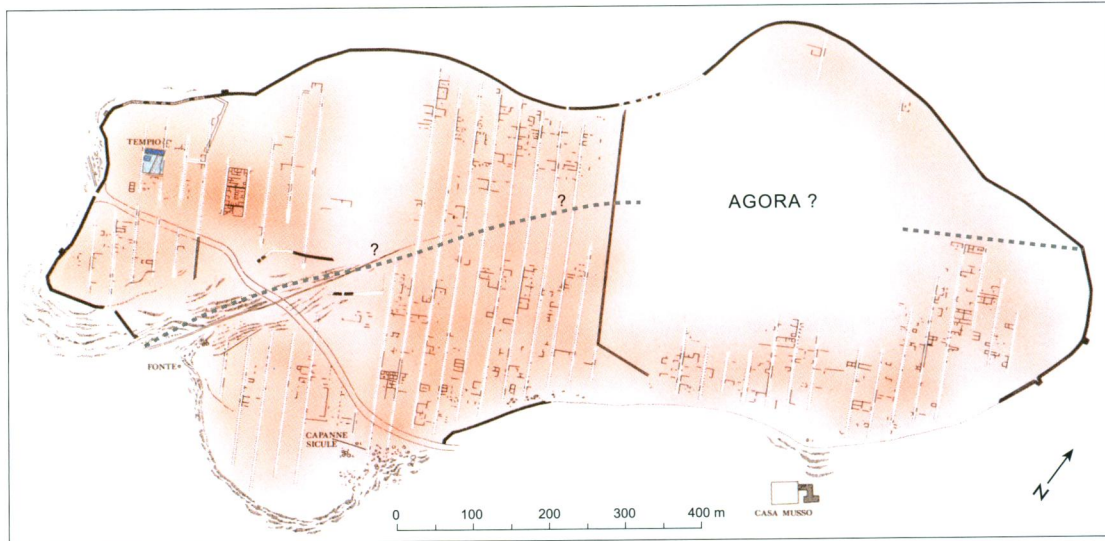 TEMPIO
?
AGORA ?
?
FONTE
CAPANNE
SICULE
N
0 100 200 300 400 m
CASA MUSSO